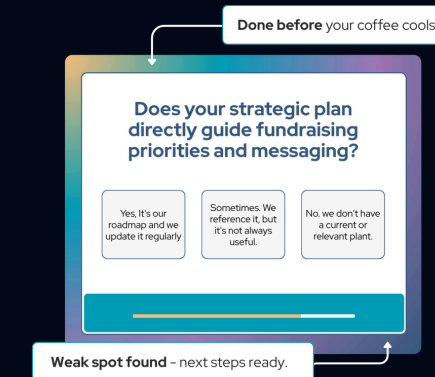 Done before your coffee cools
Does your strategic plan
directly guide fundraising
priorities and messaging?
Yes, It's our
roadmap and we
update it regularly
Sometimes. We
reference it, but
it's not always
useful.
No. we don't have
a current or
relevant plant.
Weak spot found - next steps ready.